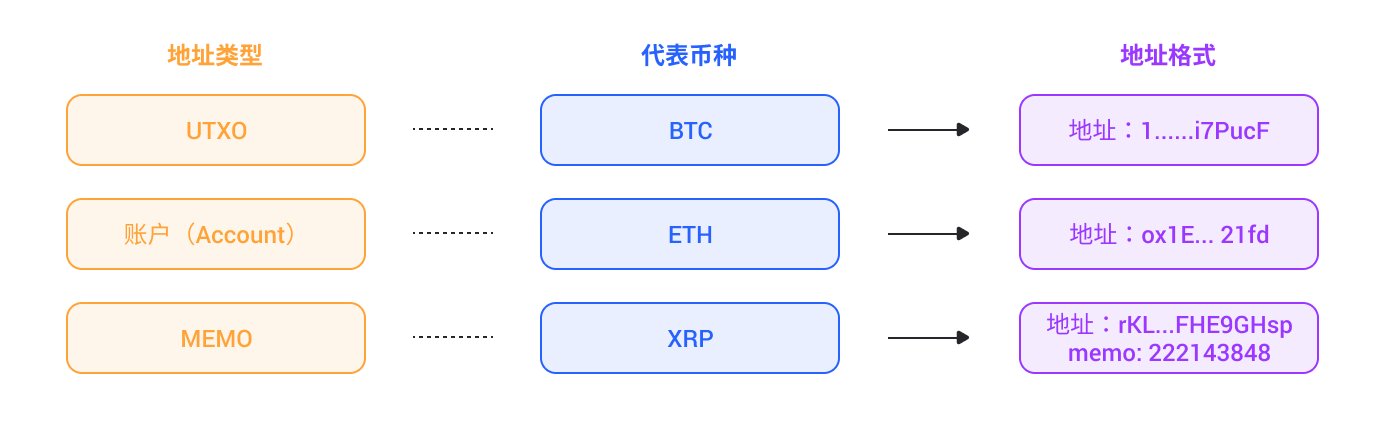 地址类型
代表币种
地址格式
UTXO
BTC
地址：1......i7PucF
账户（Account）
ETH
地址：ox1E... 21fd
MEMO
XRP
地址：rKL...FHE9GHsp
memo: 222143848